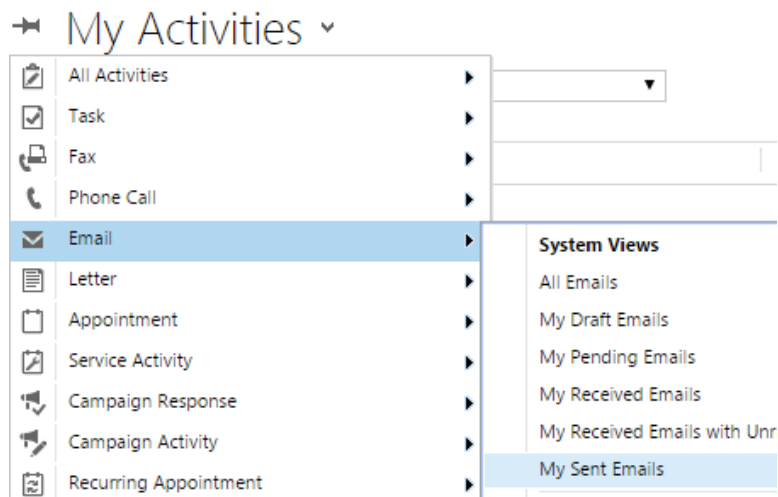 My Activities
All Activities
Task
Fax
Phone Call
Email
Letter
Appointment
Service Activity
Campaign Response
Campaign Activity
Recurring Appointment
System Views
All Emails
My Draft Emails
My Pending Emails
My Received Emails
My Received Emails with Unr
My Sent Emails